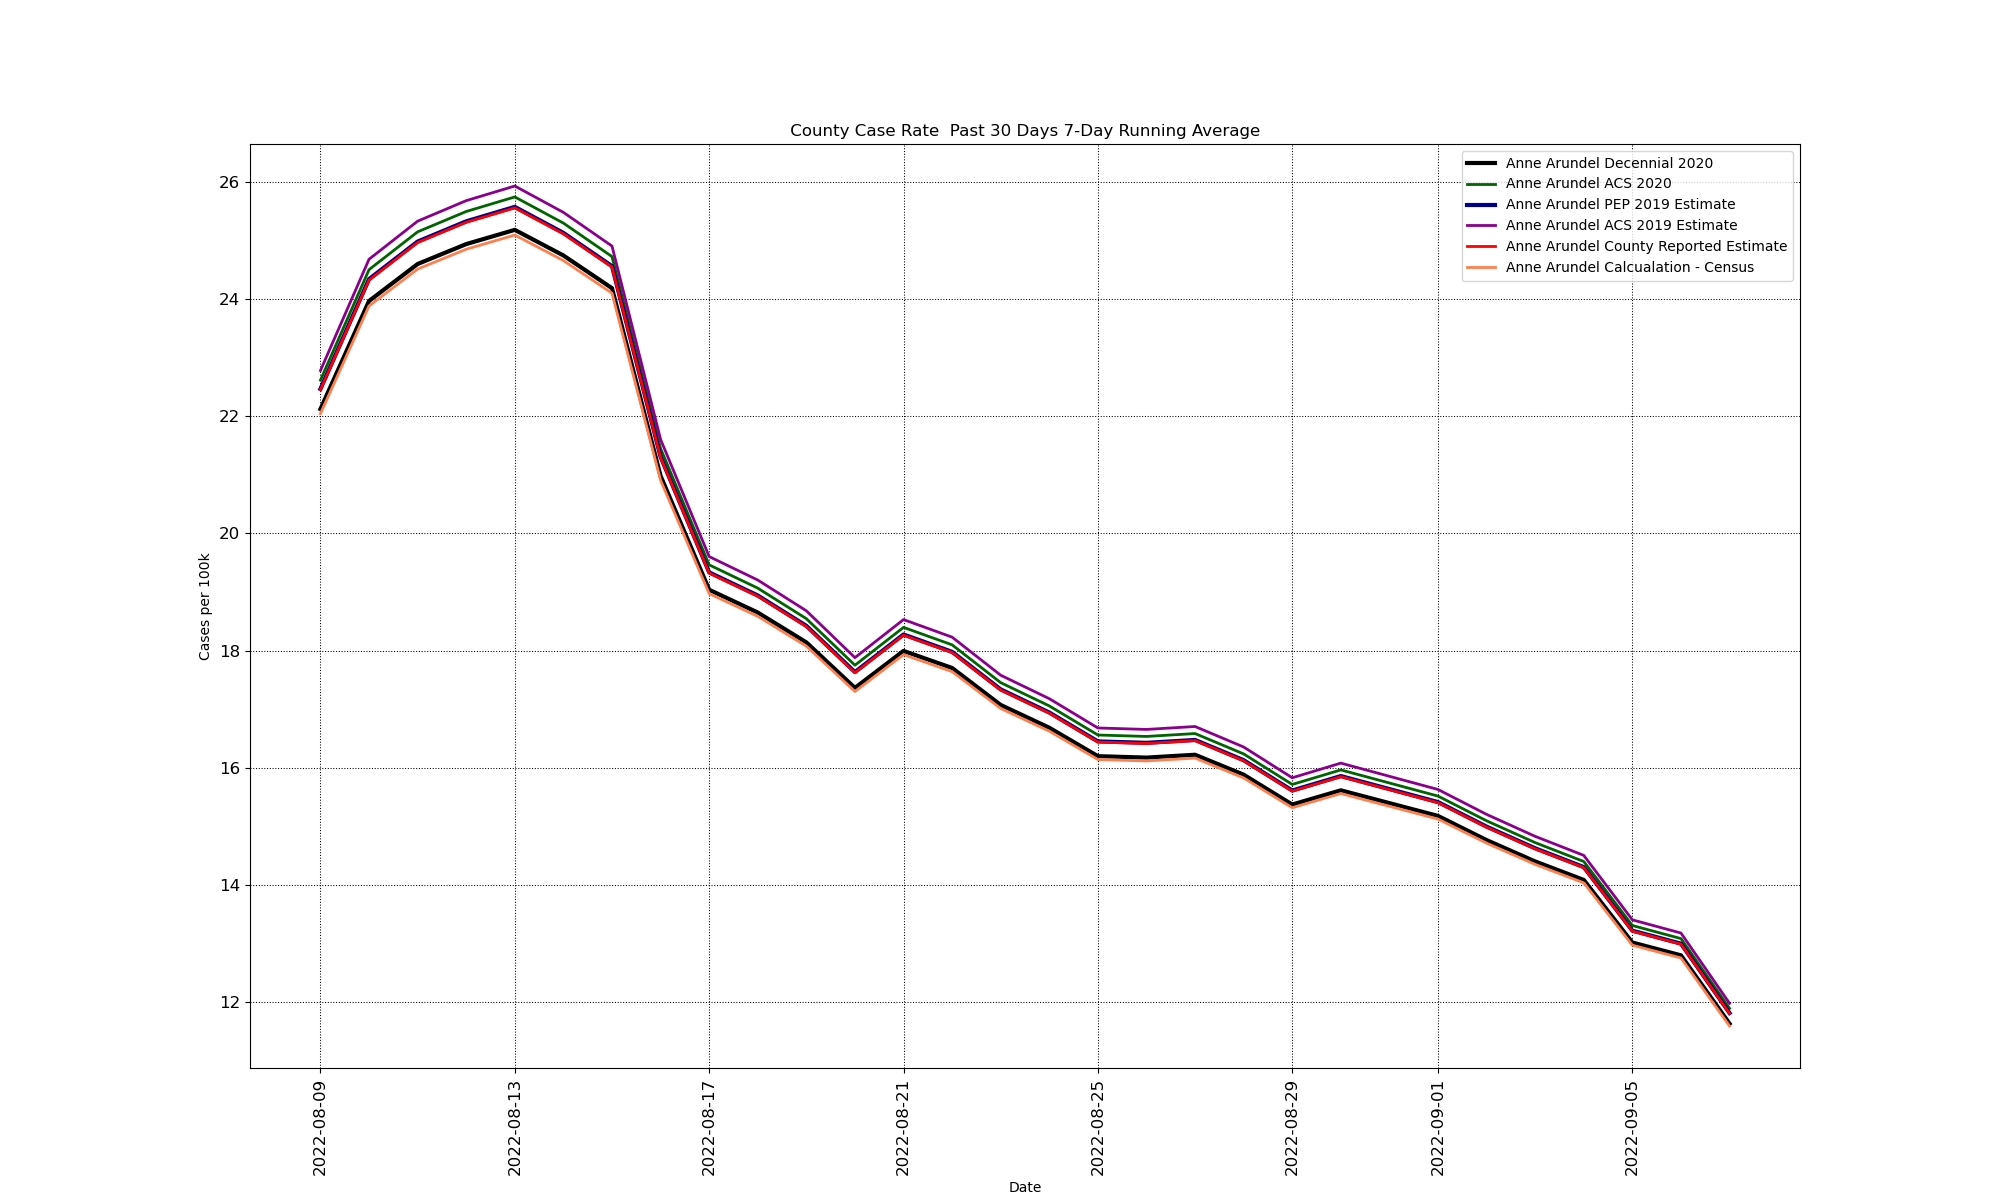 County Case Rate  Past 30 Days 7-Day Running Average
Anne Arundel Decennial 2020
Anne Arundel ACS 2020
Anne Arundel PEP 2019 Estimate
Anne Arundel ACS 2019 Estimate
Anne Arundel County Reported Estimate
Anne Arundel Calcualation - Census
Cases per 100k
26
24
22
20
18
16
14
12
2022-08-09
2022-08-13
2022-08-17
2022-08-21
2022-08-25
2022-08-29
2022-09-01
2022-09-05
Date